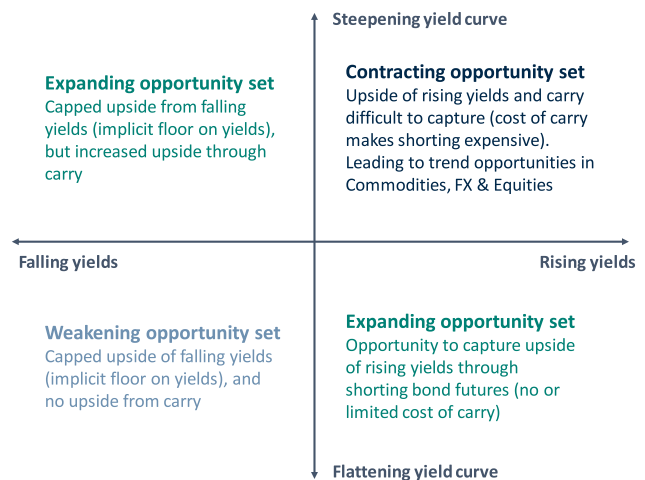 Steepening yield curve
Expanding opportunity set
Capped upside from falling
yields (implicit floor on yields),
but increased upside through
carry
Contracting opportunity set
Upside of rising yields and carry
difficult to capture (cost of carry
makes shorting expensive).
Leading to trend opportunities in
Commodities, FX & Equities
Falling yields
Rising yields
Weakening opportunity set
Capped upside of falling yields
(implicit floor on yields), and
no upside from carry
Expanding opportunity set
Opportunity to capture upside
of rising yields through
shorting bond futures (no or
limited cost of carry)
Flattening yield curve